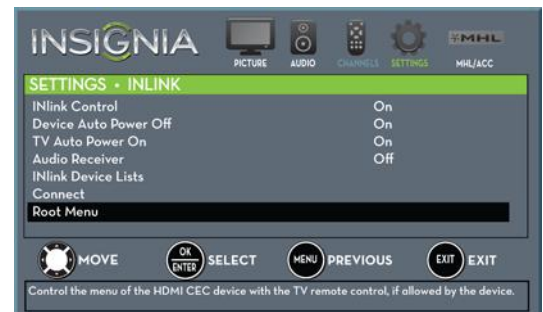 INSIGNIA
PICTURE AUDIO CHANNELS SETTINGS MHL MHL/ACC
SETTINGS • INLINK
INlink Control On
Device Auto Power Off On
TV Auto Power On On
Audio Receiver Off
INlink Device Lists
Connect
Root Menu
MOVE OK ENTER SELECT MENU PREVIOUS EXIT EXIT
Control the menu of the HDMI CEC device with the TV remote control, if allowed by the device.